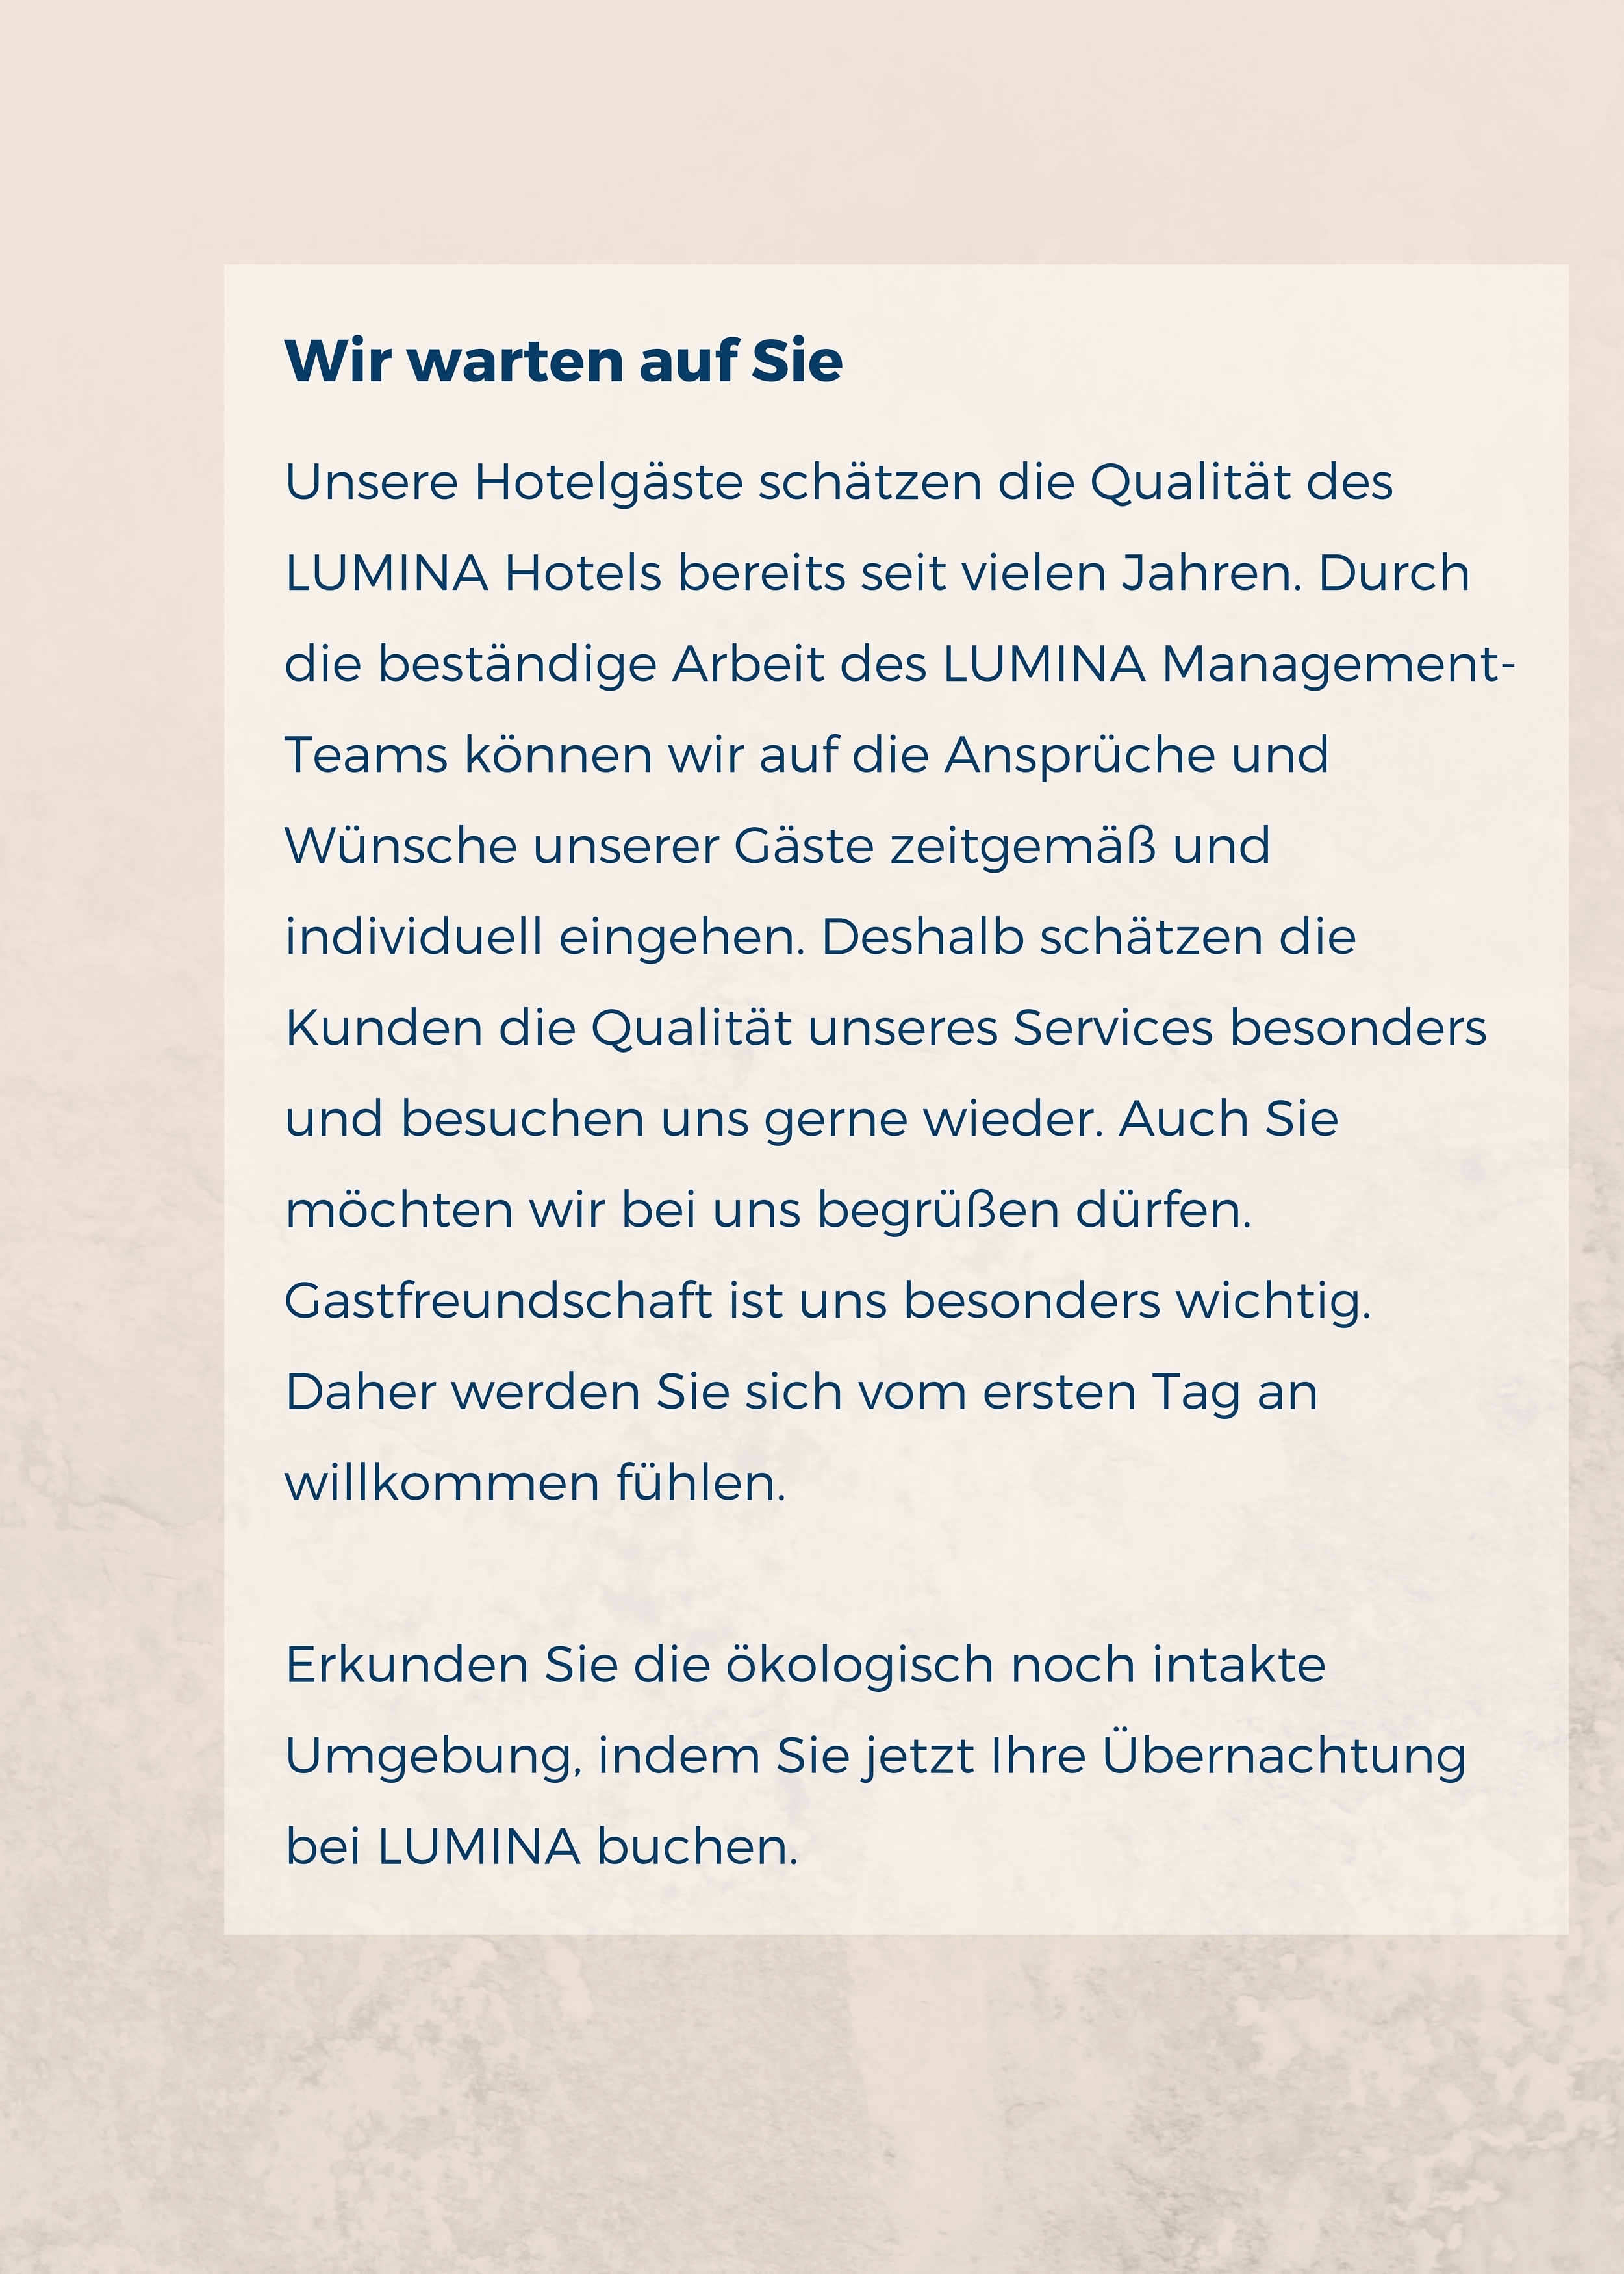 Wir warten auf Sie
Unsere Hotelgäste schätzen die Qualität des
LUMINA Hotels bereits seit vielen Jahren. Durch
die beständige Arbeit des LUMINA Management-
Teams können wir auf die Ansprüche und
Wünsche unserer Gäste zeitgemäß und
individuell eingehen. Deshalb schätzen die
Kunden die Qualität unseres Services besonders
und besuchen uns gerne wieder. Auch Sie
möchten wir bei uns begrüßen dürfen.
Gastfreundschaft ist uns besonders wichtig.
Daher werden Sie sich vom ersten Tag an
willkommen fühlen.
Erkunden Sie die ökologisch noch intakte
Umgebung, indem Sie jetzt Ihre Übernachtung
bei LUMINA buchen.